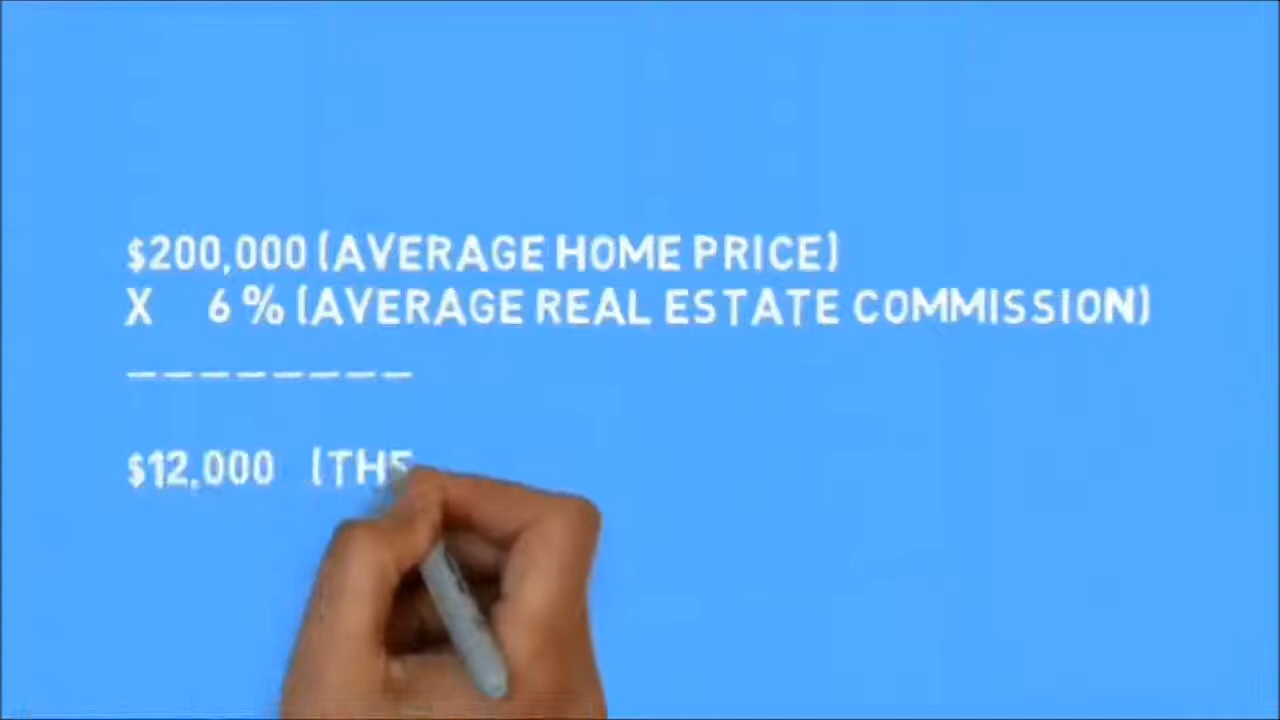 $200,000 (AVERAGE HOME PRICE)
X 6% (AVERAGE REAL ESTATE COMMISSION)
--------
$12,000 (THE